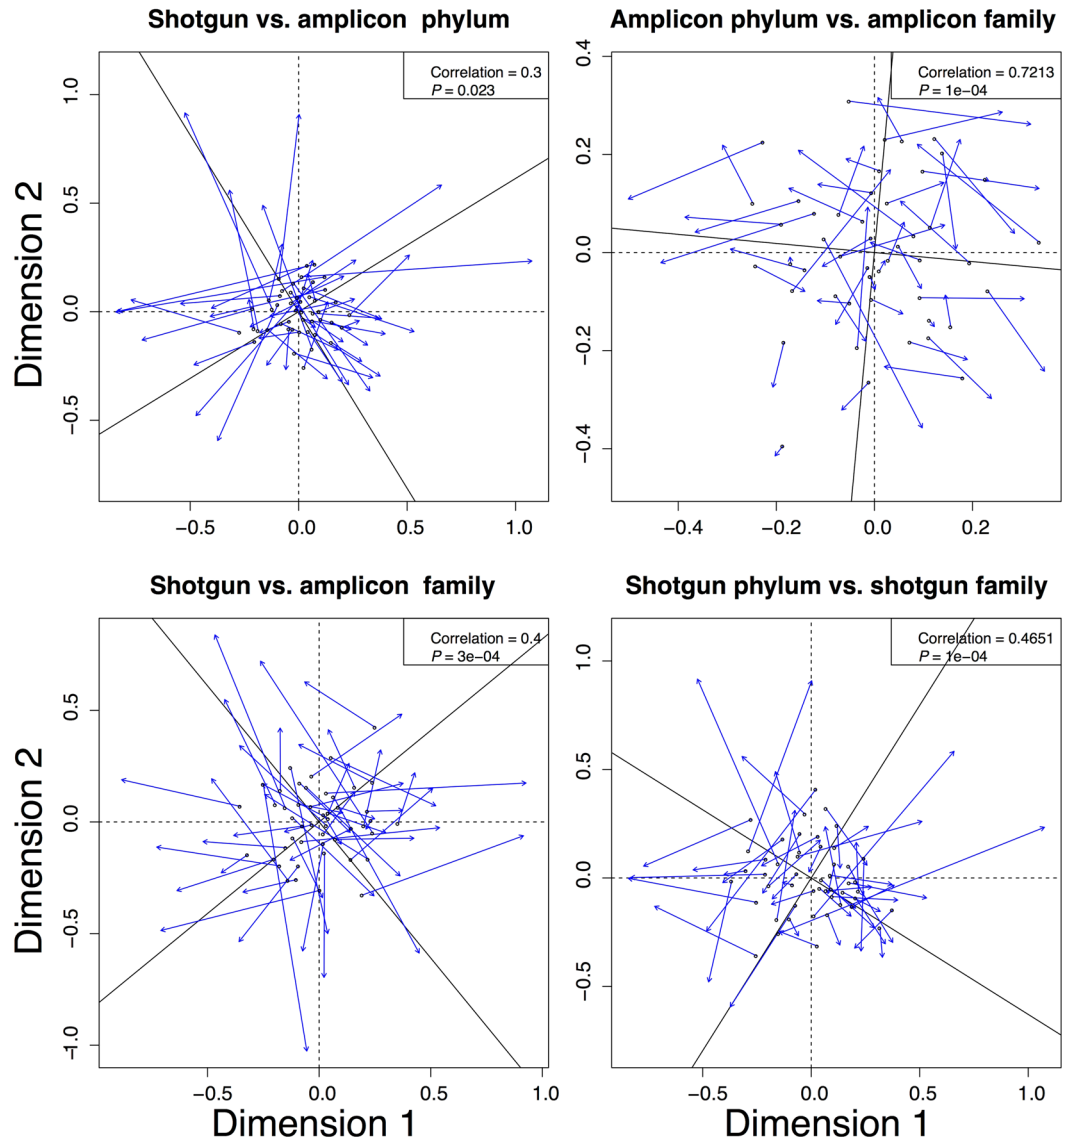 Shotgun vs. amplicon phylum
Correlation = 0.3
P = 0.023
Dimension 2
1.0
0.5
0.0
−0.5
−0.5
0.0
0.5
1.0
Amplicon phylum vs. amplicon family
Correlation = 0.7213
P = 1e−04
0.4
0.2
0.0
−0.2
−0.4
−0.4
−0.2
0.0
0.2
Shotgun vs. amplicon family
Correlation = 0.4
P = 3e−04
Dimension 2
0.5
0.0
−0.5
−1.0
−0.5
0.0
0.5
1.0
Dimension 1
Shotgun phylum vs. shotgun family
Correlation = 0.4651
P = 1e−04
1.0
0.5
0.0
−0.5
−0.5
0.0
0.5
1.0
Dimension 1